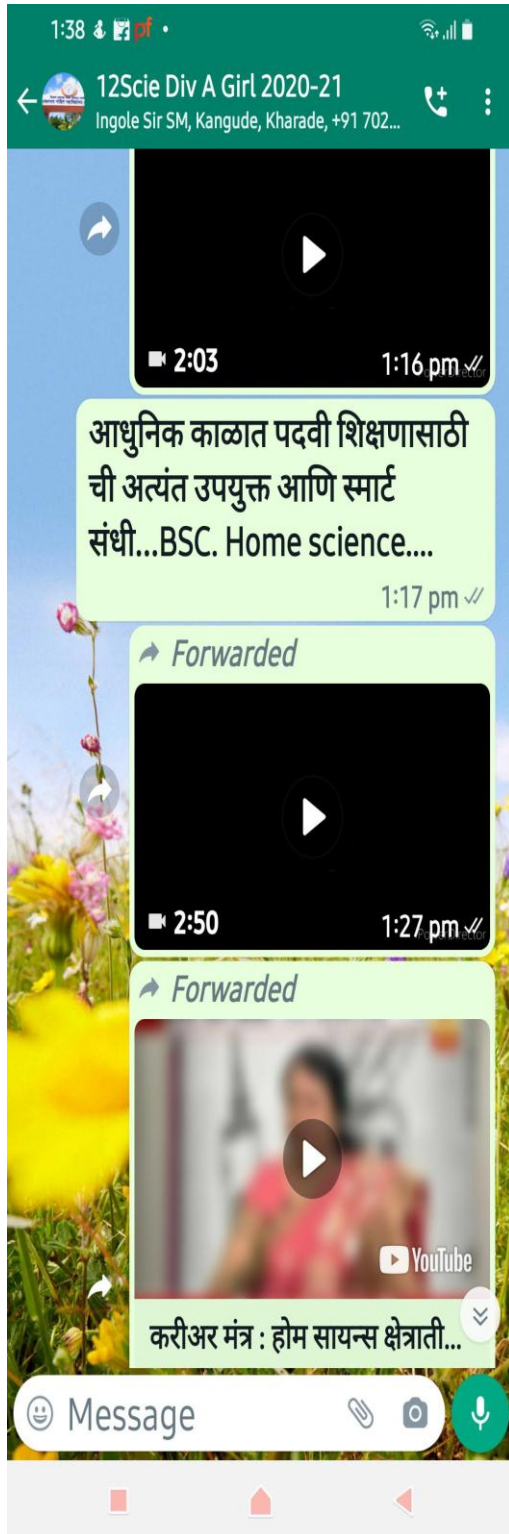 1:38 pf
12Scie Div A Girl 2020-21
Ingole Sir SM, Kangude, Kharade, +91 702...
2:03 1:16 pm
आधुनिक काळात पदवी शिक्षणासाठी
ची अत्यंत उपयुक्त आणि स्मार्ट
संधी...BSC. Home science....
1:17 pm
Forwarded
2:50 1:27 pm
Forwarded
YouTube
करीअर मंत्र : होम सायन्स क्षेत्राती...
Message